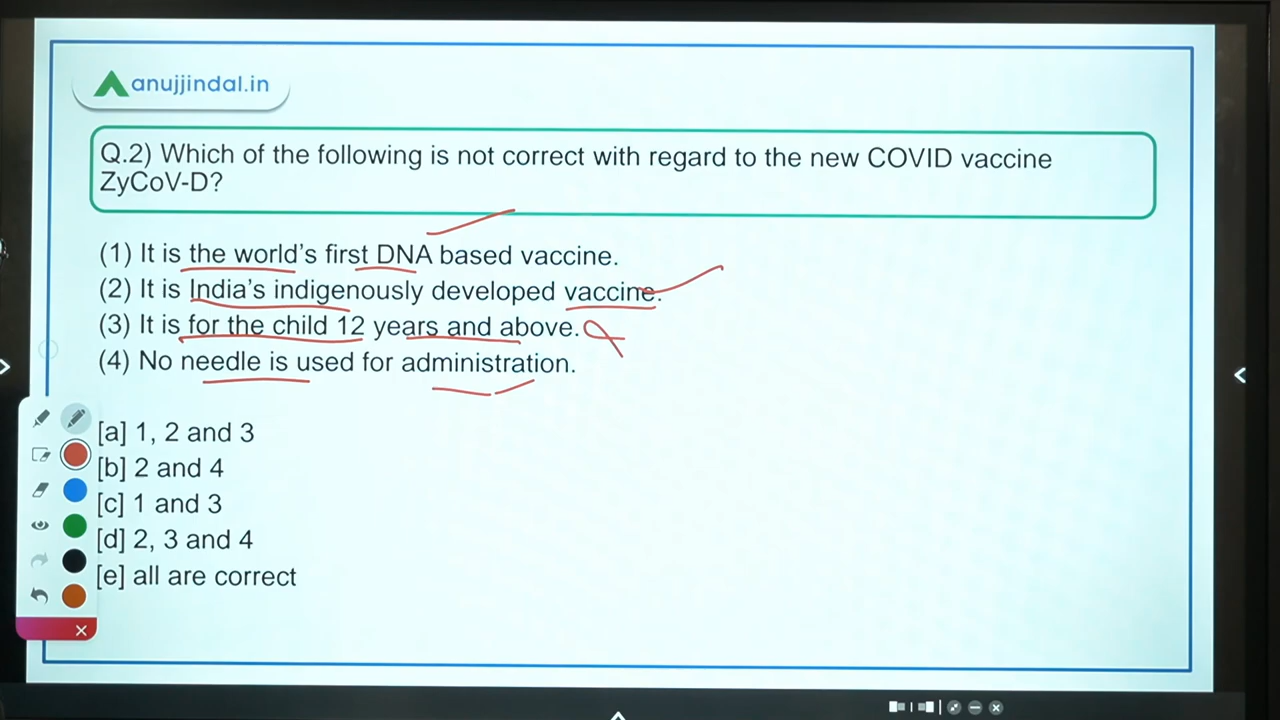 anujjindal.in
Q.2) Which of the following is not correct with regard to the new COVID vaccine
ZyCoV-D?
(1) It is the world's first DNA based vaccine.
(2) It is India's indigenously developed vaccine.
(3) It is for the child 12 years and above.
(4) No needle is used for administration.
[a] 1, 2 and 3
[b] 2 and 4
[c] 1 and 3
[d] 2, 3 and 4
[e] all are correct